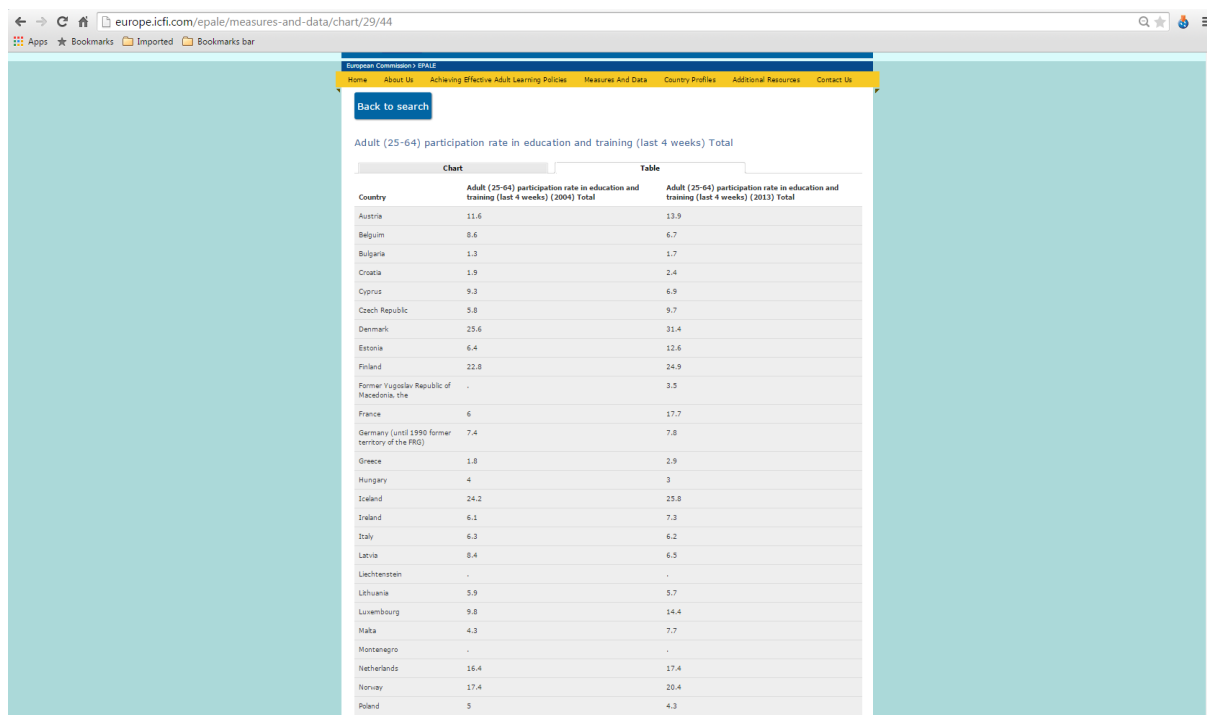 europe.icfi.com/epale/measures-and-data/chart/29/44
Apps Bookmarks Imported Bookmarks bar
European Commission > EPALE
Home About Us Achieving Effective Adult Learning Policies Measures And Data Country Profiles Additional Resources Contact Us
Back to search
Adult (25-64) participation rate in education and training (last 4 weeks) Total
Chart Table
Country Adult (25-64) participation rate in education and training (last 4 weeks) (2004) Total Adult (25-64) participation rate in education and training (last 4 weeks) (2013) Total
Austria 11.6 13.9
Belguim 8.6 6.7
Bulgaria 1.3 1.7
Croatia 1.9 2.4
Cyprus 9.3 6.9
Czech Republic 5.8 9.7
Denmark 25.6 31.4
Estonia 6.4 12.6
Finland 22.8 24.9
Former Yugoslav Republic of Macedonia, the . 3.5
France 6 17.7
Germany (until 1990 former territory of the FRG) 7.4 7.8
Greece 1.8 2.9
Hungary 4 3
Iceland 24.2 25.8
Ireland 6.1 7.3
Italy 6.3 6.2
Latvia 8.4 6.5
Liechtenstein . .
Lithuania 5.9 5.7
Luxembourg 9.8 14.4
Malta 4.3 7.7
Montenegro . .
Netherlands 16.4 17.4
Norway 17.4 20.4
Poland 5 4.3